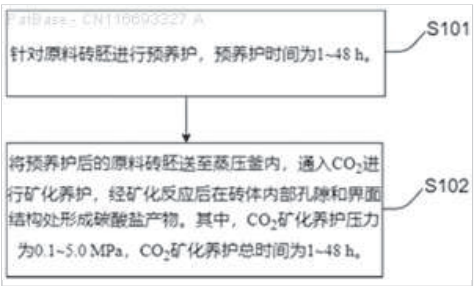 PatBase - CN116693327 A
S101
针对原料砖胚进行预养护，预养护时间为1~48 h。
将预养护后的原料砖胚送至蒸压釜内，通入CO₂进
行矿化养护，经矿化反应后在砖体内部孔隙和界面
结构处形成碳酸盐产物。其中，CO₂矿化养护压力
为0.1~5.0 MPa，CO₂矿化养护总时间为1~48 h。
S102